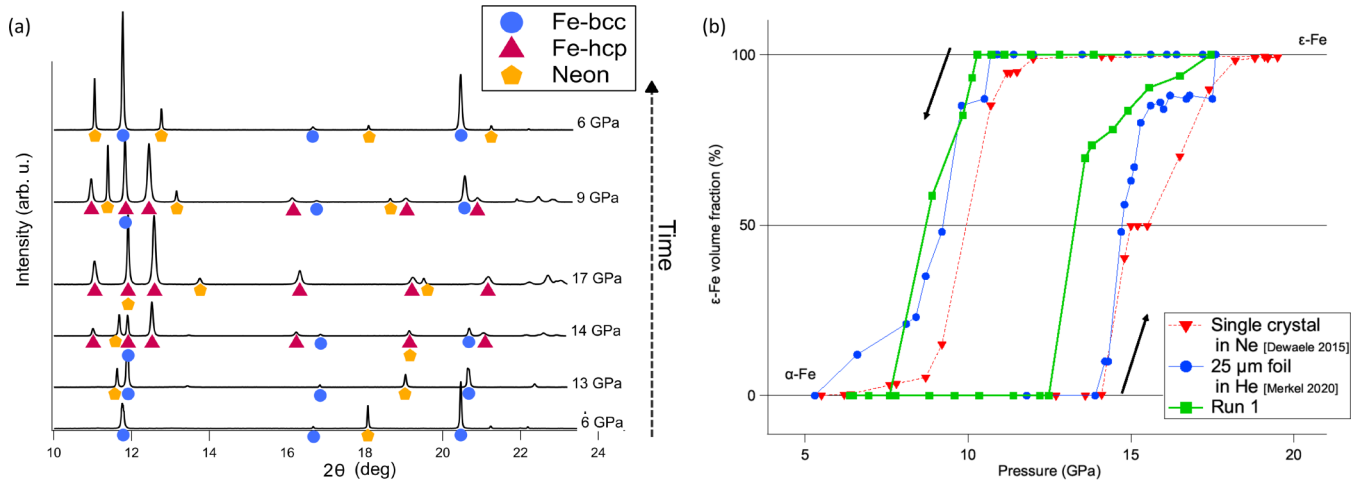 (a)
Fe-bcc
Fe-hcp
Neon
6 GPa
9 GPa
17 GPa
14 GPa
13 GPa
6 GPa
Intensity (arb. u.)
Time
10 12 14 16 18 20 22 24
2θ (deg)
(b)
ε-Fe
100
50
0
ε-Fe volume fraction (%)
α-Fe
Single crystal
in Ne [Dewaele 2015]
25 µm foil
in He [Merkel 2020]
Run 1
5 10 15 20
Pressure (GPa)